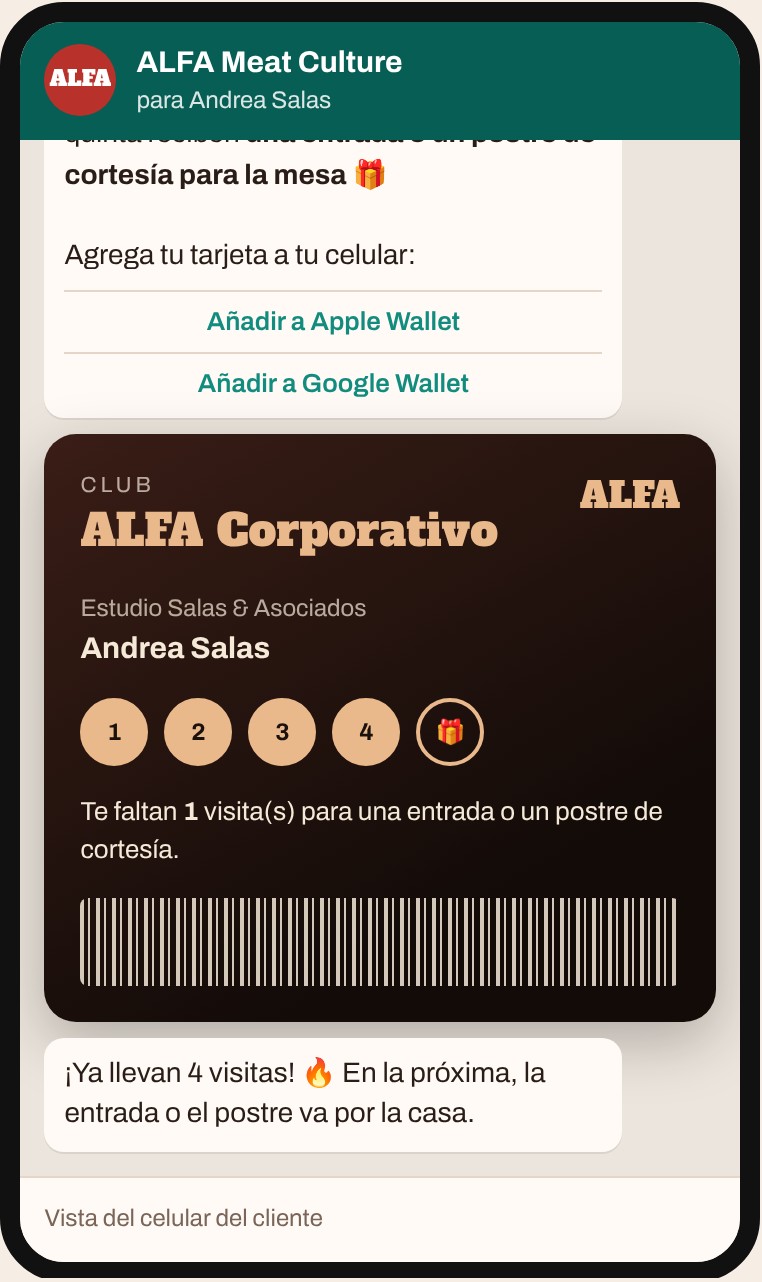 ALFA
ALFA Meat Culture
para Andrea Salas
cortesía para la mesa 🎁
Agrega tu tarjeta a tu celular:
Añadir a Apple Wallet
Añadir a Google Wallet
CLUB
ALFA Corporativo
ALFA
Estudio Salas & Asociados
Andrea Salas
1 2 3 4 🎁
Te faltan 1 visita(s) para una entrada o un postre de
cortesía.
¡Ya llevan 4 visitas! 🔥 En la próxima, la
entrada o el postre va por la casa.
Vista del celular del cliente